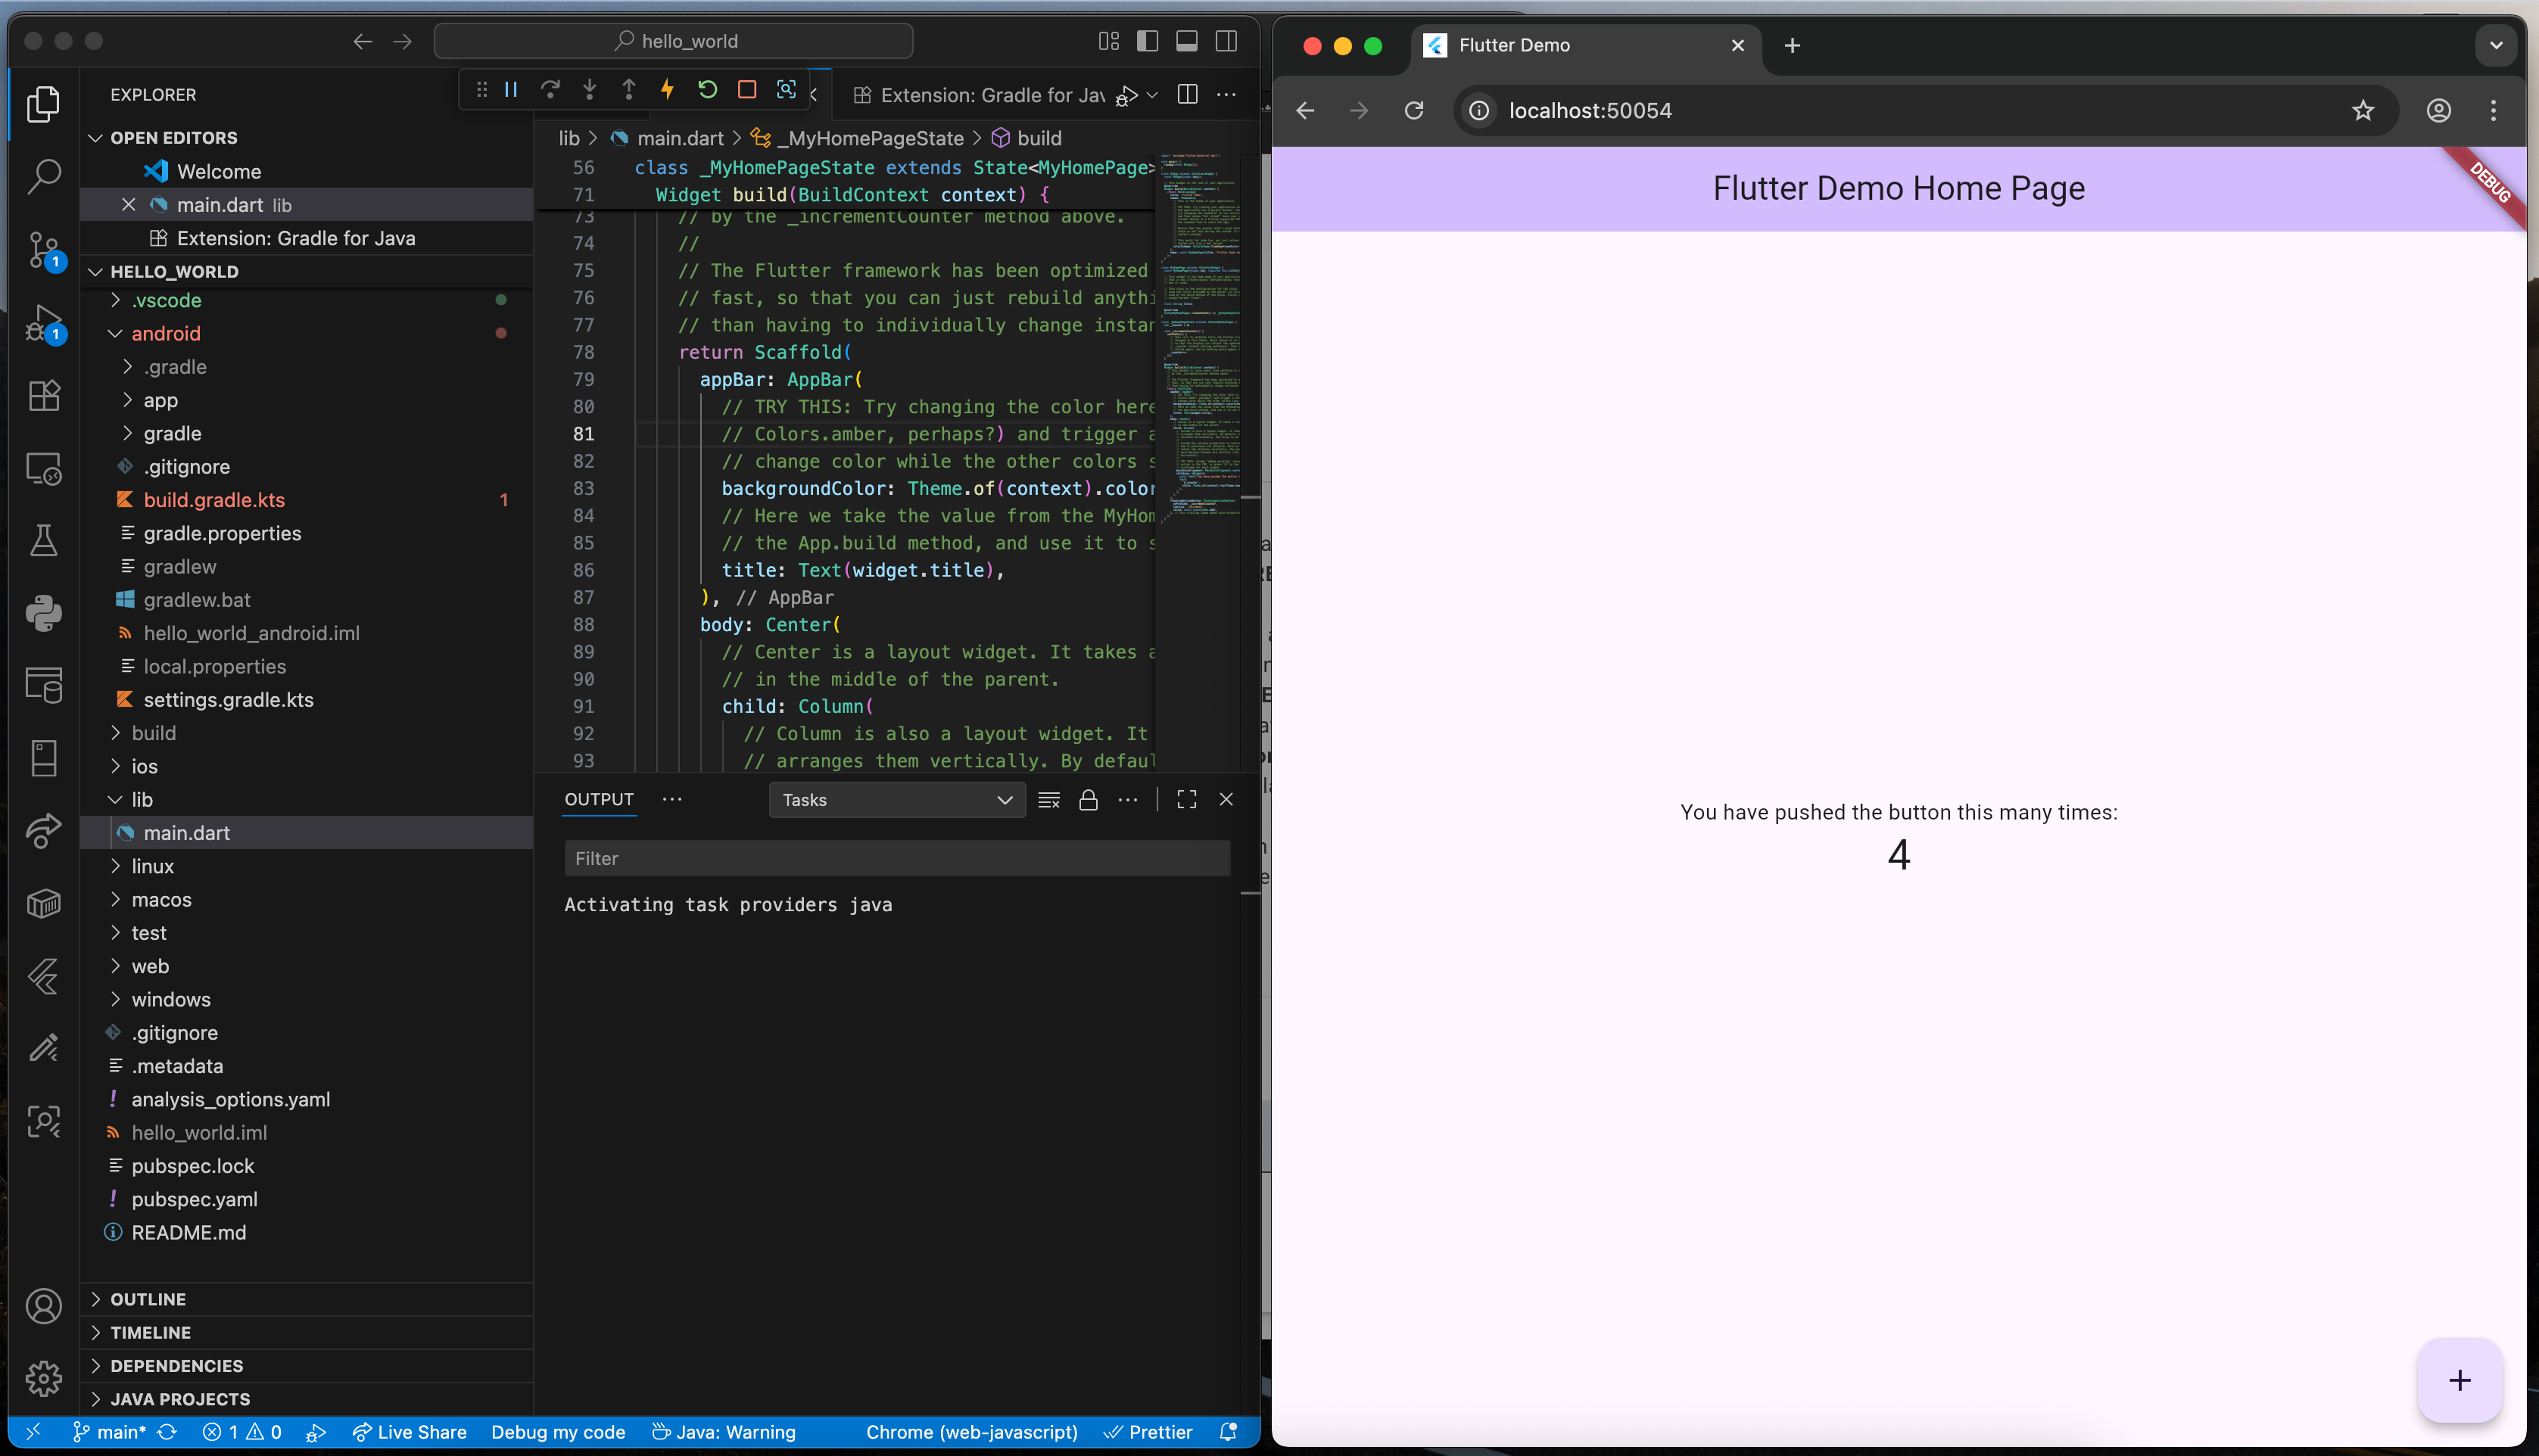 hello_world
EXPLORER
OPEN EDITORS
Welcome
main.dart lib
Extension: Gradle for Java
HELLO_WORLD
.vscode
android
.gradle
app
gradle
.gitignore
build.gradle.kts 1
gradle.properties
gradlew
gradlew.bat
hello_world_android.iml
local.properties
settings.gradle.kts
build
ios
lib
main.dart
linux
macos
test
web
windows
.gitignore
.metadata
analysis_options.yaml
hello_world.iml
pubspec.lock
pubspec.yaml
README.md
OUTLINE
TIMELINE
DEPENDENCIES
JAVA PROJECTS
1
1
Extension: Gradle for Jav
lib > main.dart > _MyHomePageState > build
56 class _MyHomePageState extends State<MyHomePage>
71 Widget build(BuildContext context) {
73 // by the _incrementCounter method above.
74 //
75 // The Flutter framework has been optimized
76 // fast, so that you can just rebuild anythi
77 // than having to individually change instan
78 return Scaffold(
79 appBar: AppBar(
80 // TRY THIS: Try changing the color here
81 // Colors.amber, perhaps?) and trigger a
82 // change color while the other colors s
83 backgroundColor: Theme.of(context).color
84 // Here we take the value from the MyHom
85 // the App.build method, and use it to s
86 title: Text(widget.title),
87 ), // AppBar
88 body: Center(
89 // Center is a layout widget. It takes a
90 // in the middle of the parent.
91 child: Column(
92 // Column is also a layout widget. It
93 // arranges them vertically. By defaul
OUTPUT
Tasks
Filter
Activating task providers java
main* 1 0 Live Share Debug my code Java: Warning Chrome (web-javascript) Prettier
Flutter Demo
localhost:50054
Flutter Demo Home Page
DEBUG
You have pushed the button this many times:
4
+